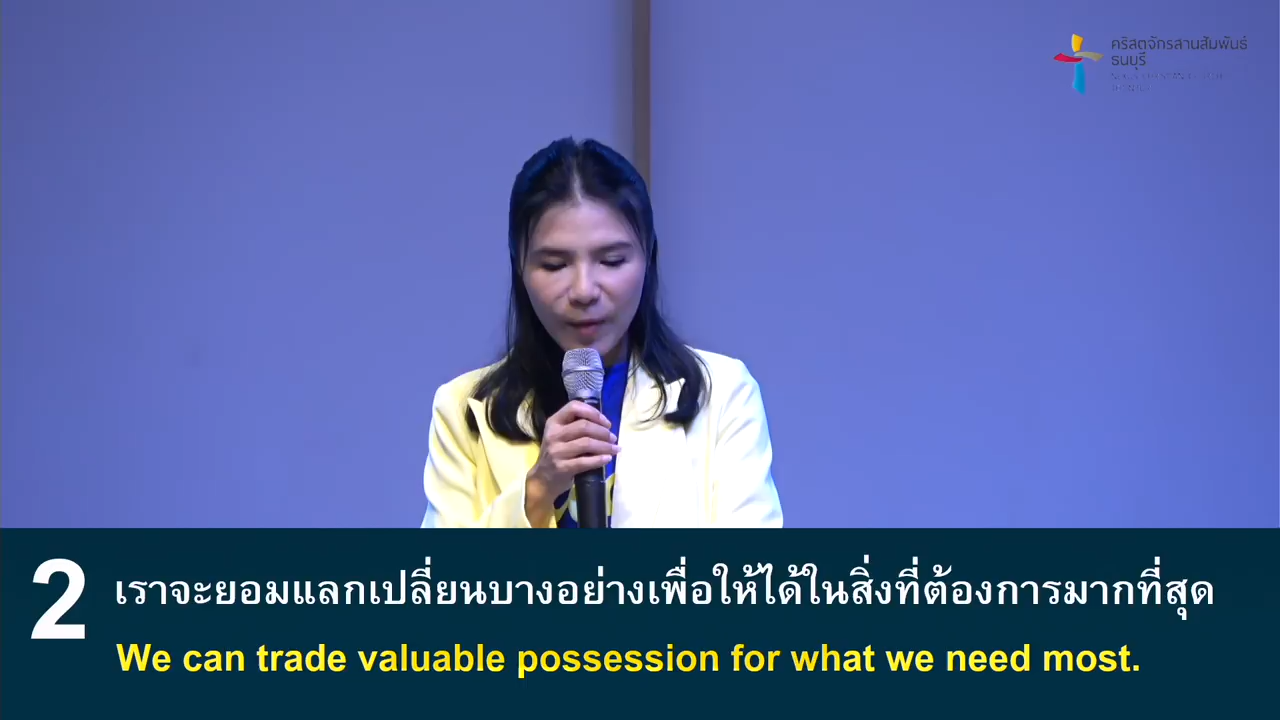 คริสตจักรสานสัมพันธ์
ธนบุรี
2
เราจะยอมแลกเปลี่ยนบางอย่างเพื่อให้ได้ในสิ่งที่ต้องการมากที่สุด
We can trade valuable possession for what we need most.